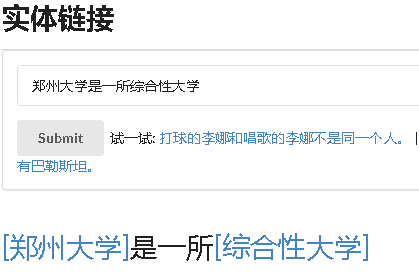 实体链接
郑州大学是一所综合性大学
Submit 试一试: 打球的李娜和唱歌的李娜不是同一个人。 |
有巴勒斯坦。
[郑州大学]是一所[综合性大学]